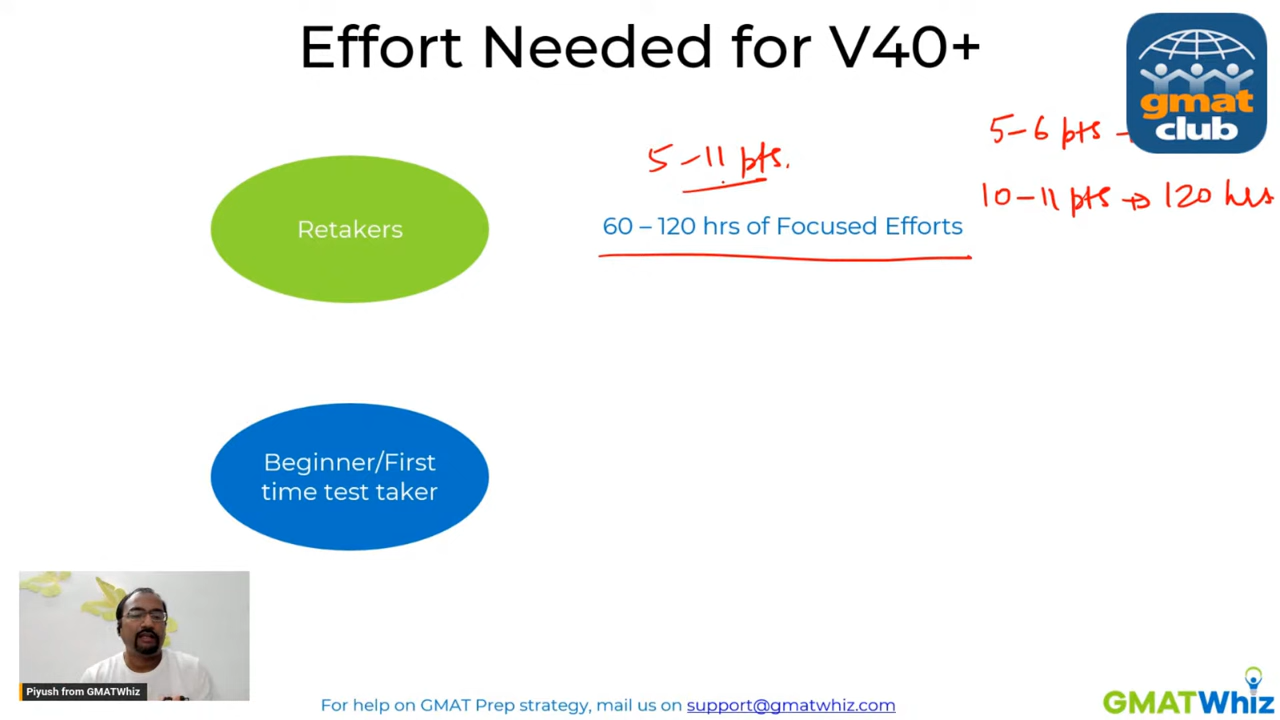 Effort Needed for V40+
gmat
club
5-6 pts
5-11 pts.
10-11 pts → 120 hrs
Retakers
60 – 120 hrs of Focused Efforts
Beginner/First
time test taker
Piyush from GMATWhiz
For help on GMAT Prep strategy, mail us on support@gmatwhiz.com
GMATWhiz